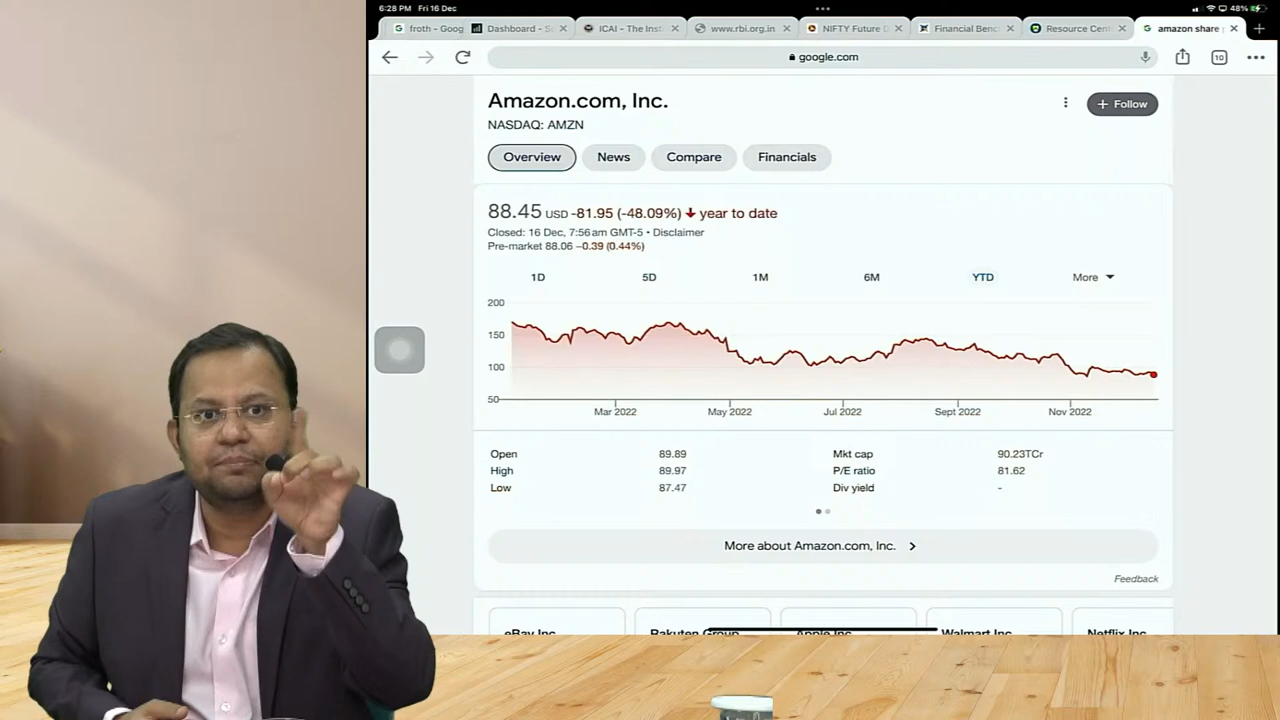 6:28 PM Fri 16 Dec
48%
froth - Goog
Dashboard - S
ICAI - The Inst
www.rbi.org.in
NIFTY Future D
Financial Benc
Resource Cent
amazon share
google.com
10
Amazon.com, Inc.
+ Follow
NASDAQ: AMZN
Overview
News
Compare
Financials
88.45 USD -81.95 (-48.09%) year to date
Closed: 16 Dec, 7:56 am GMT-5 • Disclaimer
Pre-market 88.06 −0.39 (0.44%)
1D
5D
1M
6M
YTD
More
200
150
100
50
Mar 2022
May 2022
Jul 2022
Sept 2022
Nov 2022
Open 89.89
High 89.97
Low 87.47
Mkt cap 90.23TCr
P/E ratio 81.62
Div yield -
More about Amazon.com, Inc.
Feedback
eBay Inc
Rakuten Group
Apple Inc
Walmart Inc
Netflix Inc